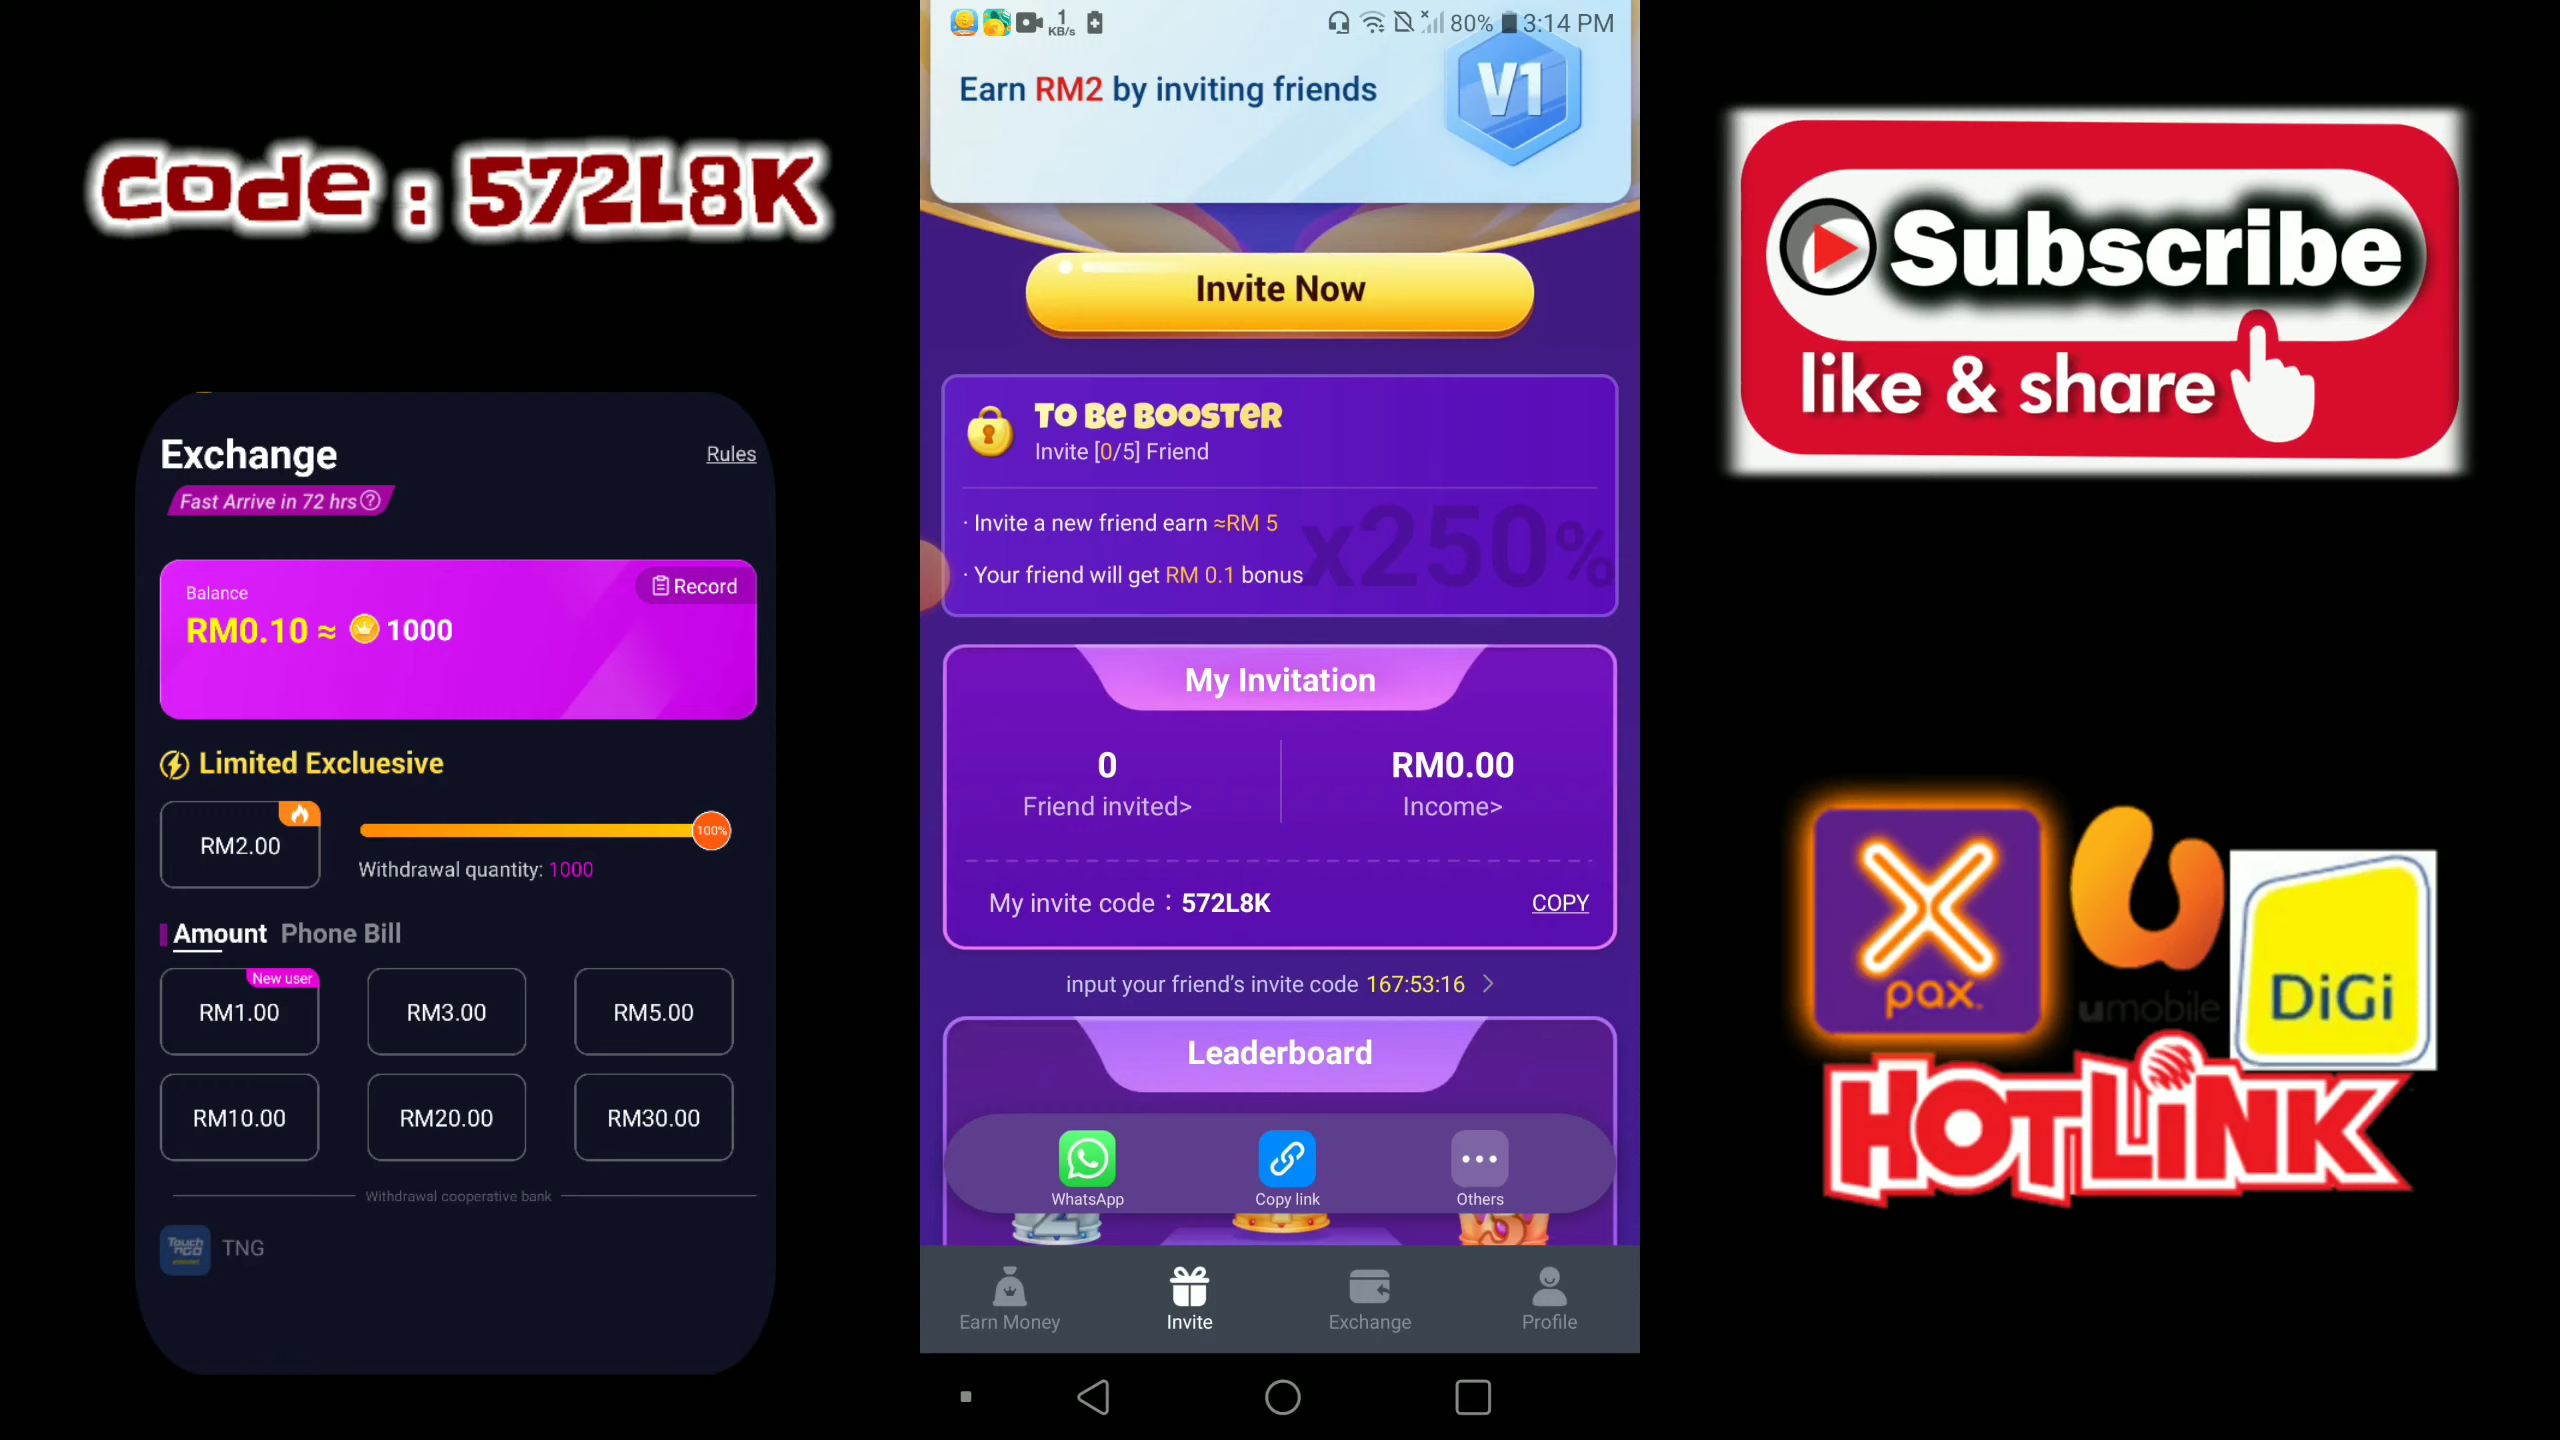 Code : 572L8K
Exchange
Rules
Fast Arrive in 72 hrs?
Balance
Record
RM0.10 ≈ 1000
Limited Excluesive
RM2.00
100%
Withdrawal quantity: 1000
Amount Phone Bill
New user
RM1.00
RM3.00
RM5.00
RM10.00
RM20.00
RM30.00
Withdrawal cooperative bank
Touch
'nGO
TNG
1
KB/s
80%
3:14 PM
Earn RM2 by inviting friends
V1
Invite Now
TO Be BOOSTeR
Invite [0/5] Friend
x250%
· Invite a new friend earn ≈RM 5
· Your friend will get RM 0.1 bonus
My Invitation
0
Friend invited>
RM0.00
Income>
My invite code : 572L8K
COPY
input your friend's invite code 167:53:16 >
Leaderboard
2
WhatsApp
Copy link
Others
Earn Money
Invite
Exchange
Profile
Subscribe
like & share
X
pax.
u
umobile
DiGi
HOTLiNK